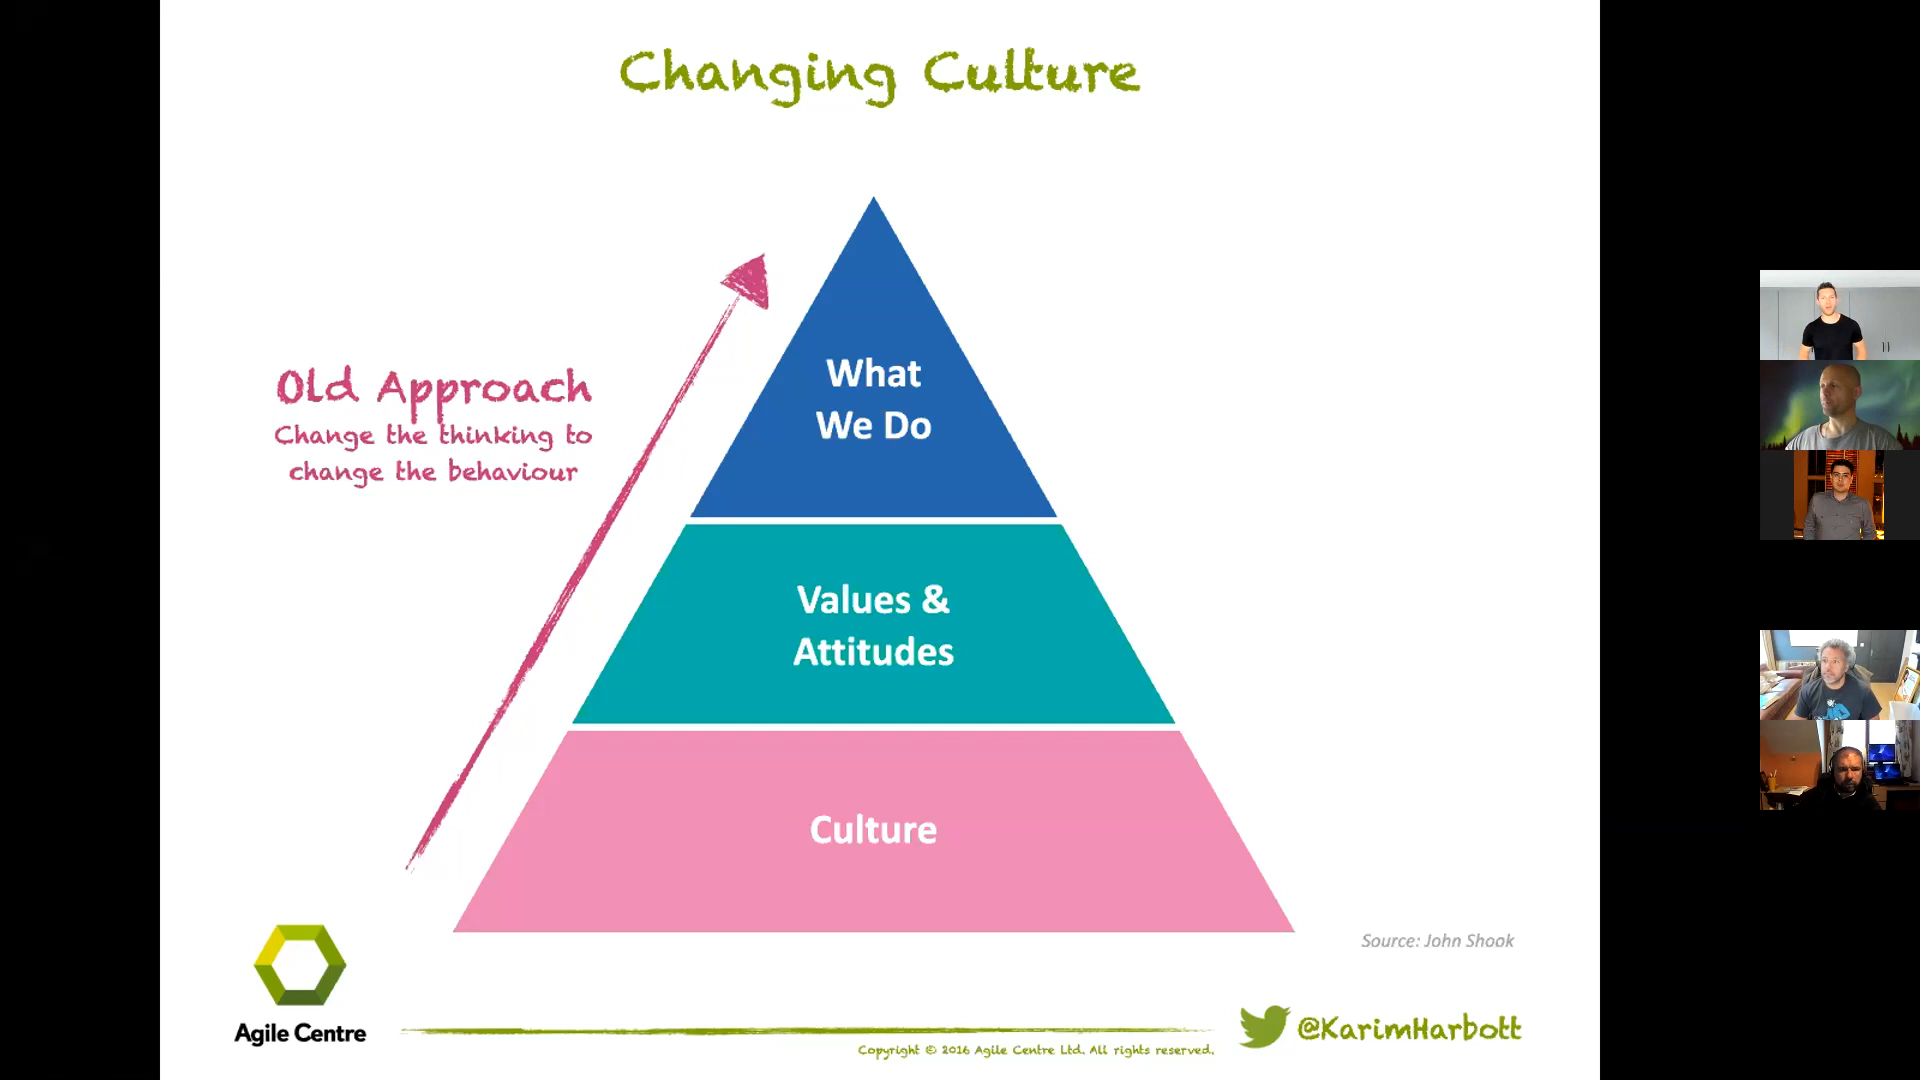 Changing Culture
Old Approach
Change the thinking to
change the behaviour
What
We Do
Values &
Attitudes
Culture
Source: John Shook
Agile Centre
@KarimHarbott
Copyright © 2016 Agile Centre Ltd. All rights reserved.